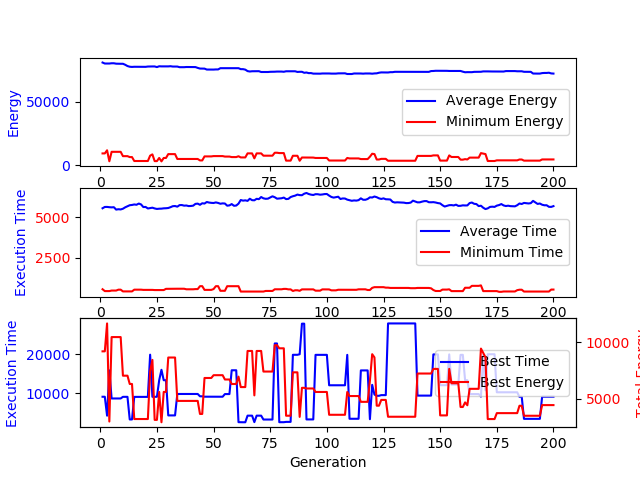 50000
0
Energy
Average Energy
Minimum Energy
0 25 50 75 100 125 150 175 200
5000
2500
Execution Time
Average Time
Minimum Time
0 25 50 75 100 125 150 175 200
20000
10000
Execution Time
Best Time
Best Energy
10000
5000
0 25 50 75 100 125 150 175 200
Generation
Total Energy